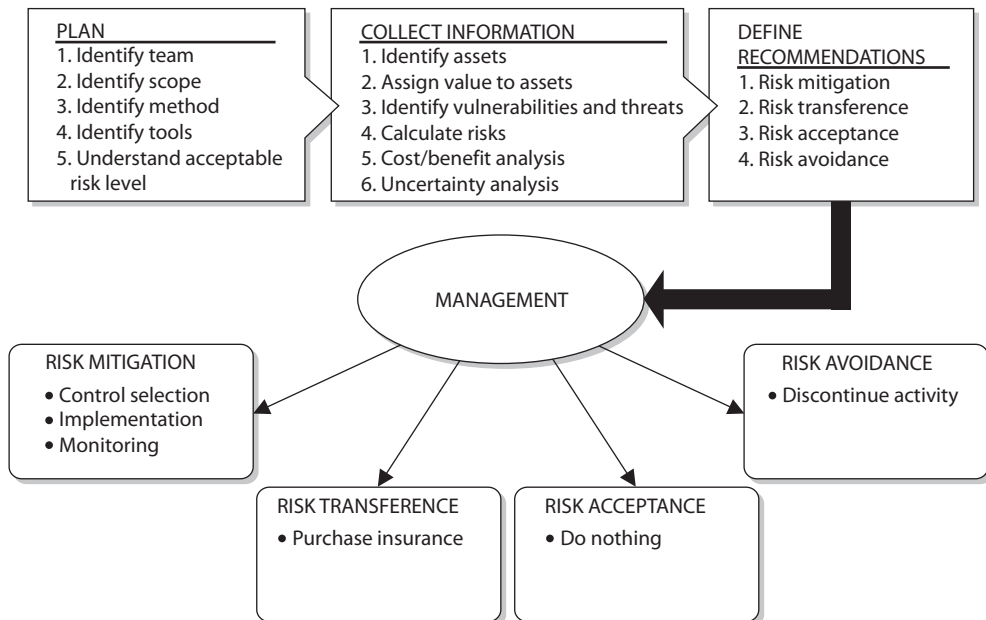 PLAN
1. Identify team
2. Identify scope
3. Identify method
4. Identify tools
5. Understand acceptable
risk level
COLLECT INFORMATION
1. Identify assets
2. Assign value to assets
3. Identify vulnerabilities and threats
4. Calculate risks
5. Cost/benefit analysis
6. Uncertainty analysis
DEFINE
RECOMMENDATIONS
1. Risk mitigation
2. Risk transference
3. Risk acceptance
4. Risk avoidance
MANAGEMENT
RISK MITIGATION
• Control selection
• Implementation
• Monitoring
RISK TRANSFERENCE
• Purchase insurance
RISK ACCEPTANCE
• Do nothing
RISK AVOIDANCE
• Discontinue activity